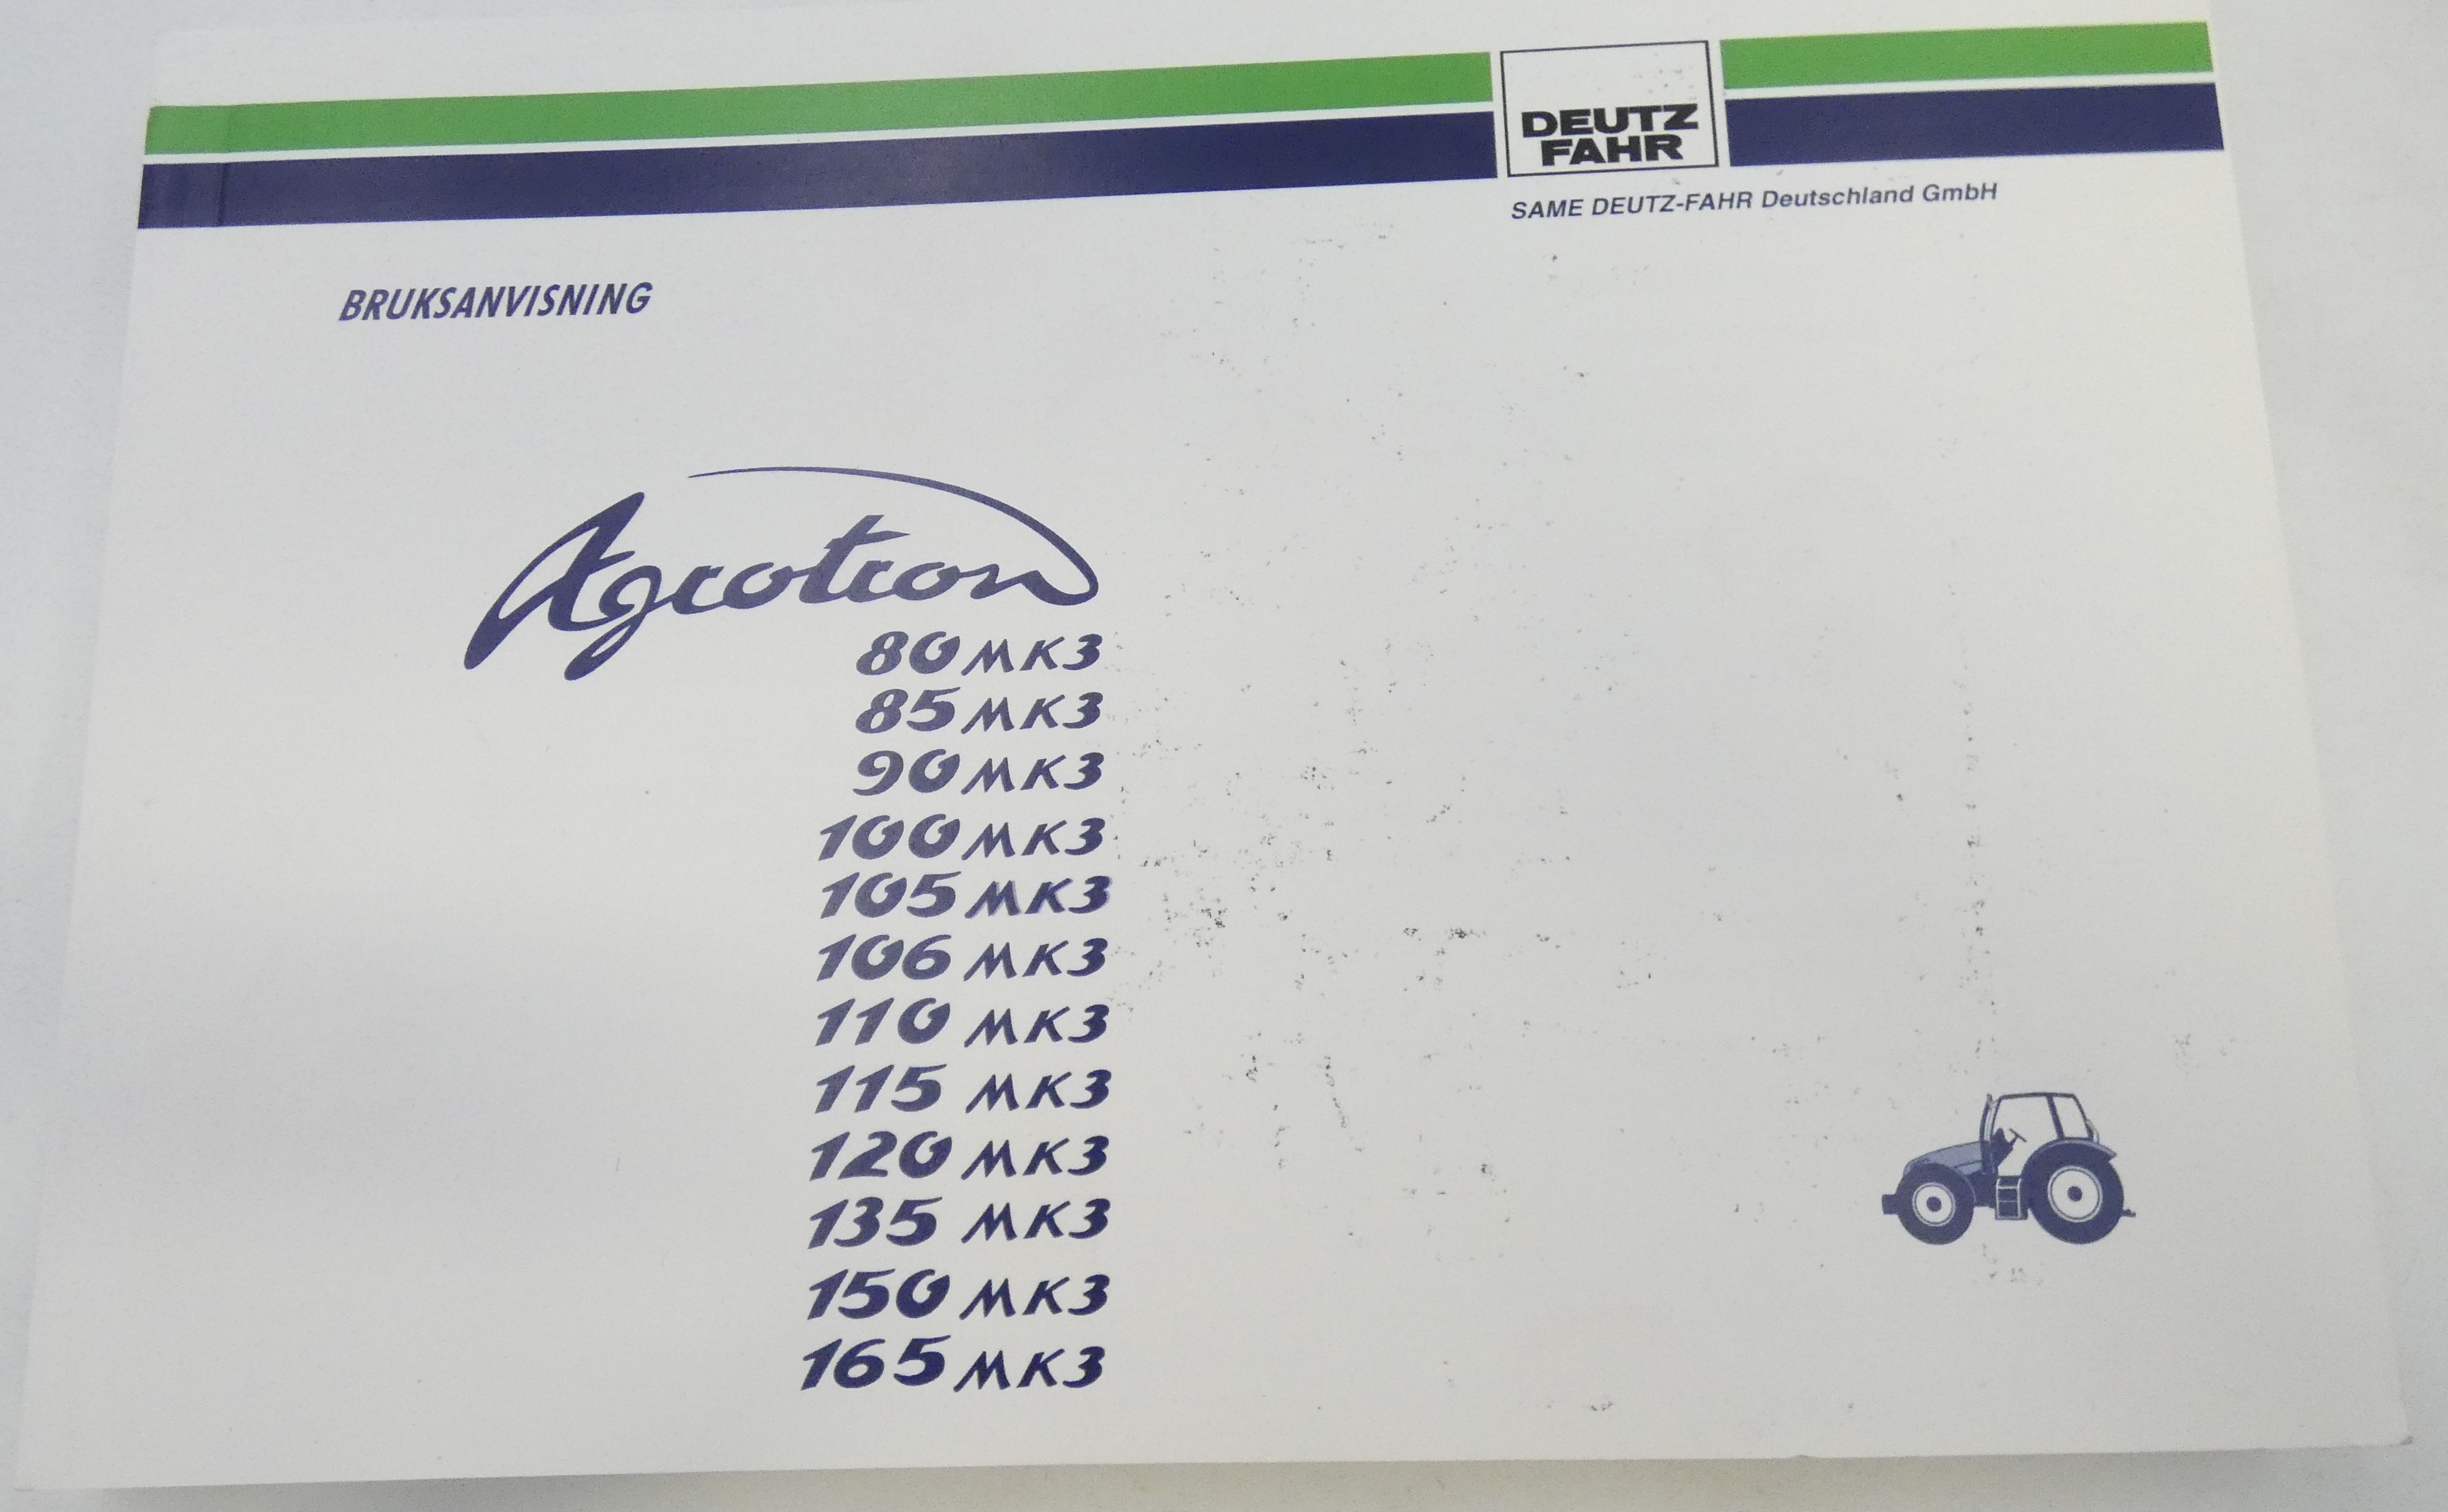 DEUTZ
FAHR
SAME DEUTZ-FAHR Deutschland GmbH
BRUKSANVISNING
Agrotron
80 MK3
85 MK3
90 MK3
100 MK3
105 MK3
106 MK3
110 MK3
115 MK3
120 MK3
135 MK3
150 MK3
165 MK3